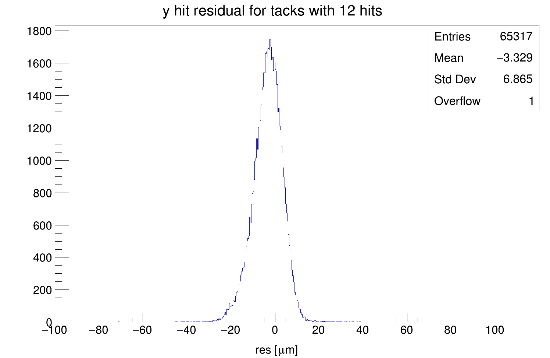 y hit residual for tacks with 12 hits
Entries 65317
Mean −3.329
Std Dev 6.865
Overflow 1
1800
1600
1400
1200
1000
800
600
400
200
0
−100 −80 −60 −40 −20 0 20 40 60 80 100
res [μm]